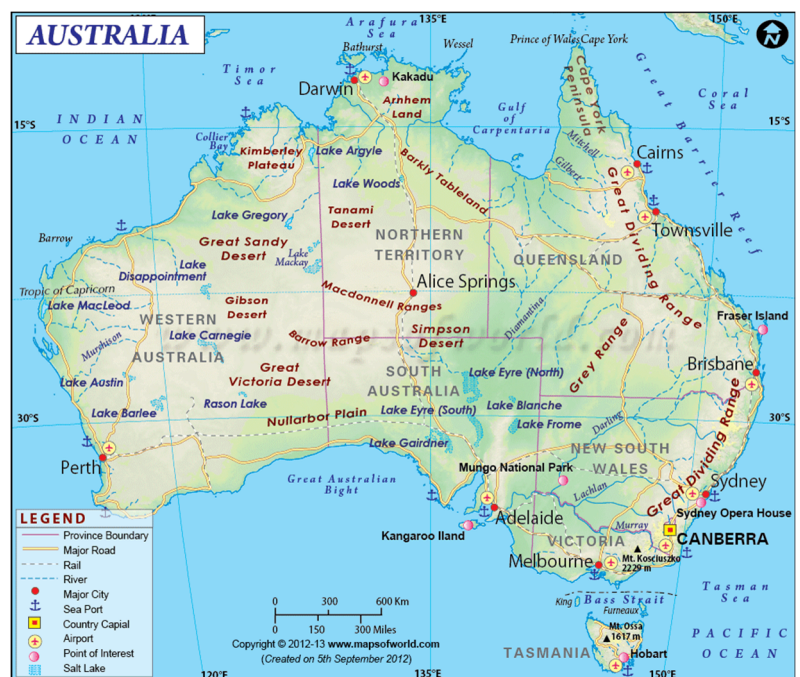 AUSTRALIA
Arafura
Sea
135°E
150°E
Bathurst
Wessel
Prince of Wales
Cape York
Timor
Sea
Darwin
Kakadu
Arnhem
Land
Gulf
of
Carpentaria
Cape York
Peninsula
Great Barrier Reef
Coral
Sea
INDIAN
OCEAN
15°S
15°S
Collier
Bay
Kimberley
Plateau
Lake Argyle
Barkly Tableland
Mitchell
Gilbert
Cairns
Lake Woods
Great Dividing Range
Lake Gregory
Tanami
Desert
Townsville
Barrow
Great Sandy
Desert
Lake
Mackay
NORTHERN
TERRITORY
QUEENSLAND
Lake
Disappointment
Tropic of Capricorn
Alice Springs
Lake MacLeod
Gibson
Desert
Macdonnell Ranges
Diamantina
Fraser Island
WESTERN
AUSTRALIA
www.mapsofworld.com
Murshison
Lake Carnegie
Barrow Range
Simpson
Desert
Grey Range
Brisbane
Great
Victoria Desert
SOUTH
AUSTRALIA
Lake Eyre (North)
Lake Austin
Lake Barlee
Rason Lake
Nullarbor Plain
Lake Eyre (South)
Lake Blanche
Lake Frome
Darling
Great Dividing Range
30°S
30°S
Lake Gairdner
NEW SOUTH
WALES
Perth
Mungo National Park
Great Australian
Bight
Lachlan
Sydney
Sydney Opera House
Adelaide
Murray
Kangaroo Iland
VICTORIA
CANBERRA
Mt. Kosciuszko
2229 m
Melbourne
King
Bass Strait
Furneaux
Tasman
Sea
Mt. Ossa
1617 m
TASMANIA
Hobart
PACIFIC
OCEAN
LEGEND
Province Boundary
Major Road
Rail
River
Major City
Sea Port
Country Capial
Airport
Point of Interest
Salt Lake
0 300 600 Km
0 150 300 Miles
Copyright © 2012-13 www.mapsofworld.com
(Created on 5th September 2012)
120°E
135°E
150°E